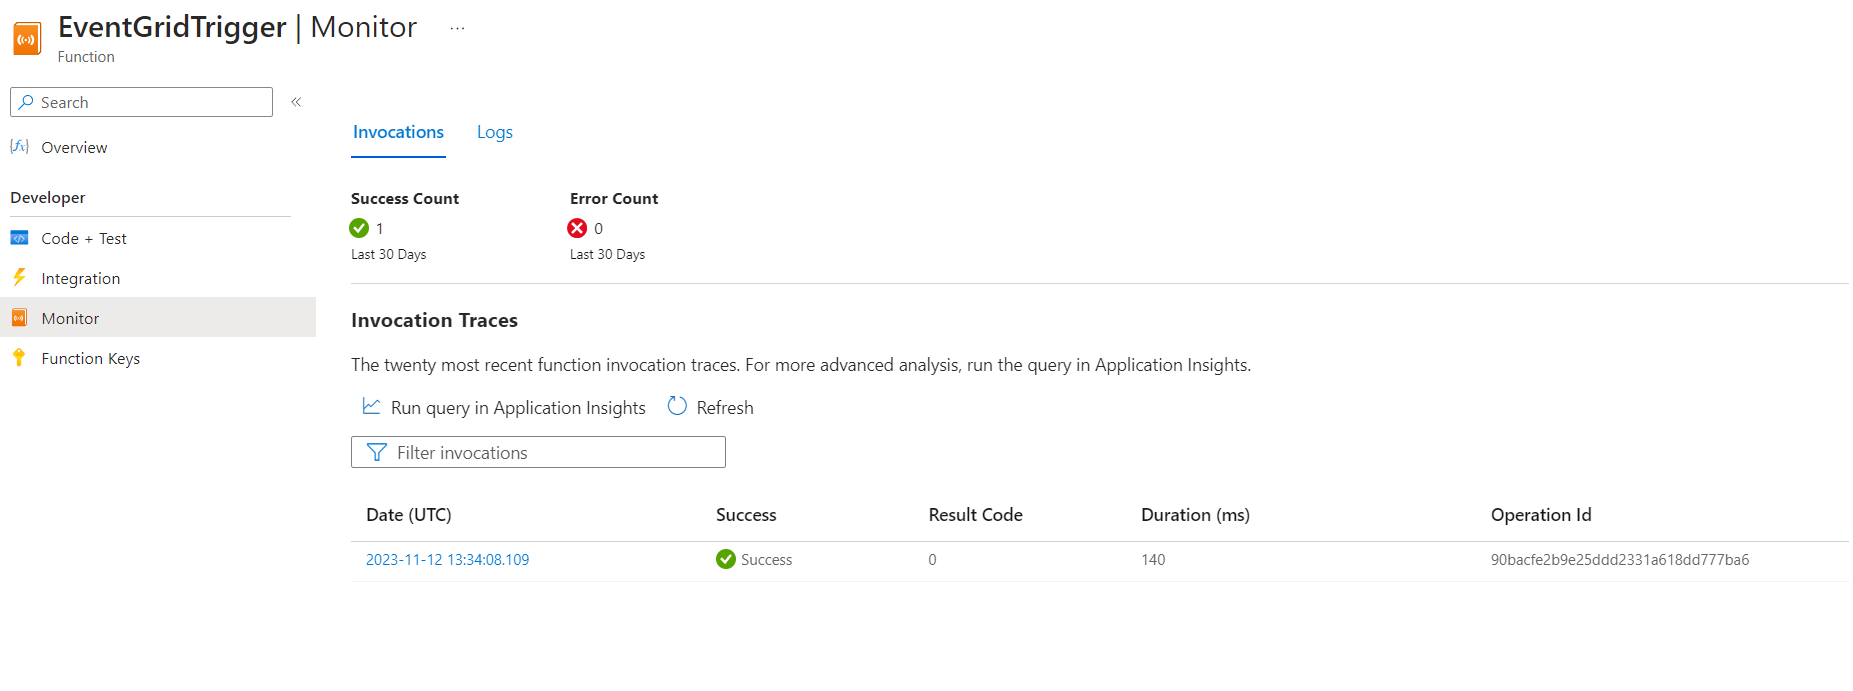 EventGridTrigger | Monitor ...
Function
Search
«
Overview
Developer
Code + Test
Integration
Monitor
Function Keys
Invocations Logs
Success Count Error Count
1 0
Last 30 Days Last 30 Days
Invocation Traces
The twenty most recent function invocation traces. For more advanced analysis, run the query in Application Insights.
Run query in Application Insights Refresh
Filter invocations
Date (UTC) Success Result Code Duration (ms) Operation Id
2023-11-12 13:34:08.109 Success 0 140 90bacfe2b9e25ddd2331a618dd777ba6